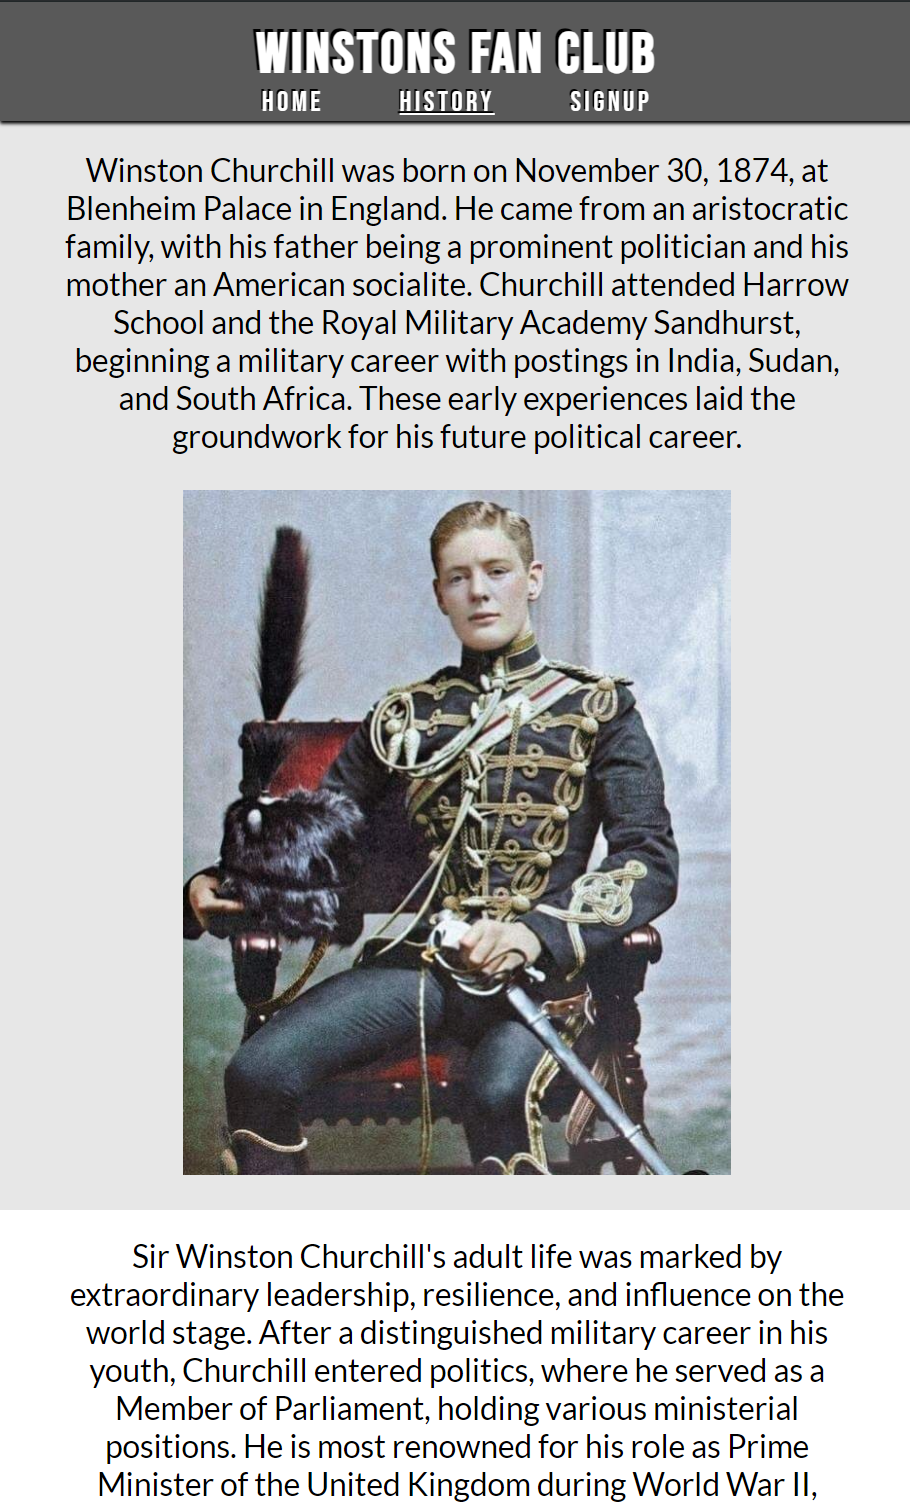 WINSTONS FAN CLUB
HOME HISTORY SIGNUP
Winston Churchill was born on November 30, 1874, at
Blenheim Palace in England. He came from an aristocratic
family, with his father being a prominent politician and his
mother an American socialite. Churchill attended Harrow
School and the Royal Military Academy Sandhurst,
beginning a military career with postings in India, Sudan,
and South Africa. These early experiences laid the
groundwork for his future political career.
Sir Winston Churchill's adult life was marked by
extraordinary leadership, resilience, and influence on the
world stage. After a distinguished military career in his
youth, Churchill entered politics, where he served as a
Member of Parliament, holding various ministerial
positions. He is most renowned for his role as Prime
Minister of the United Kingdom during World War II,